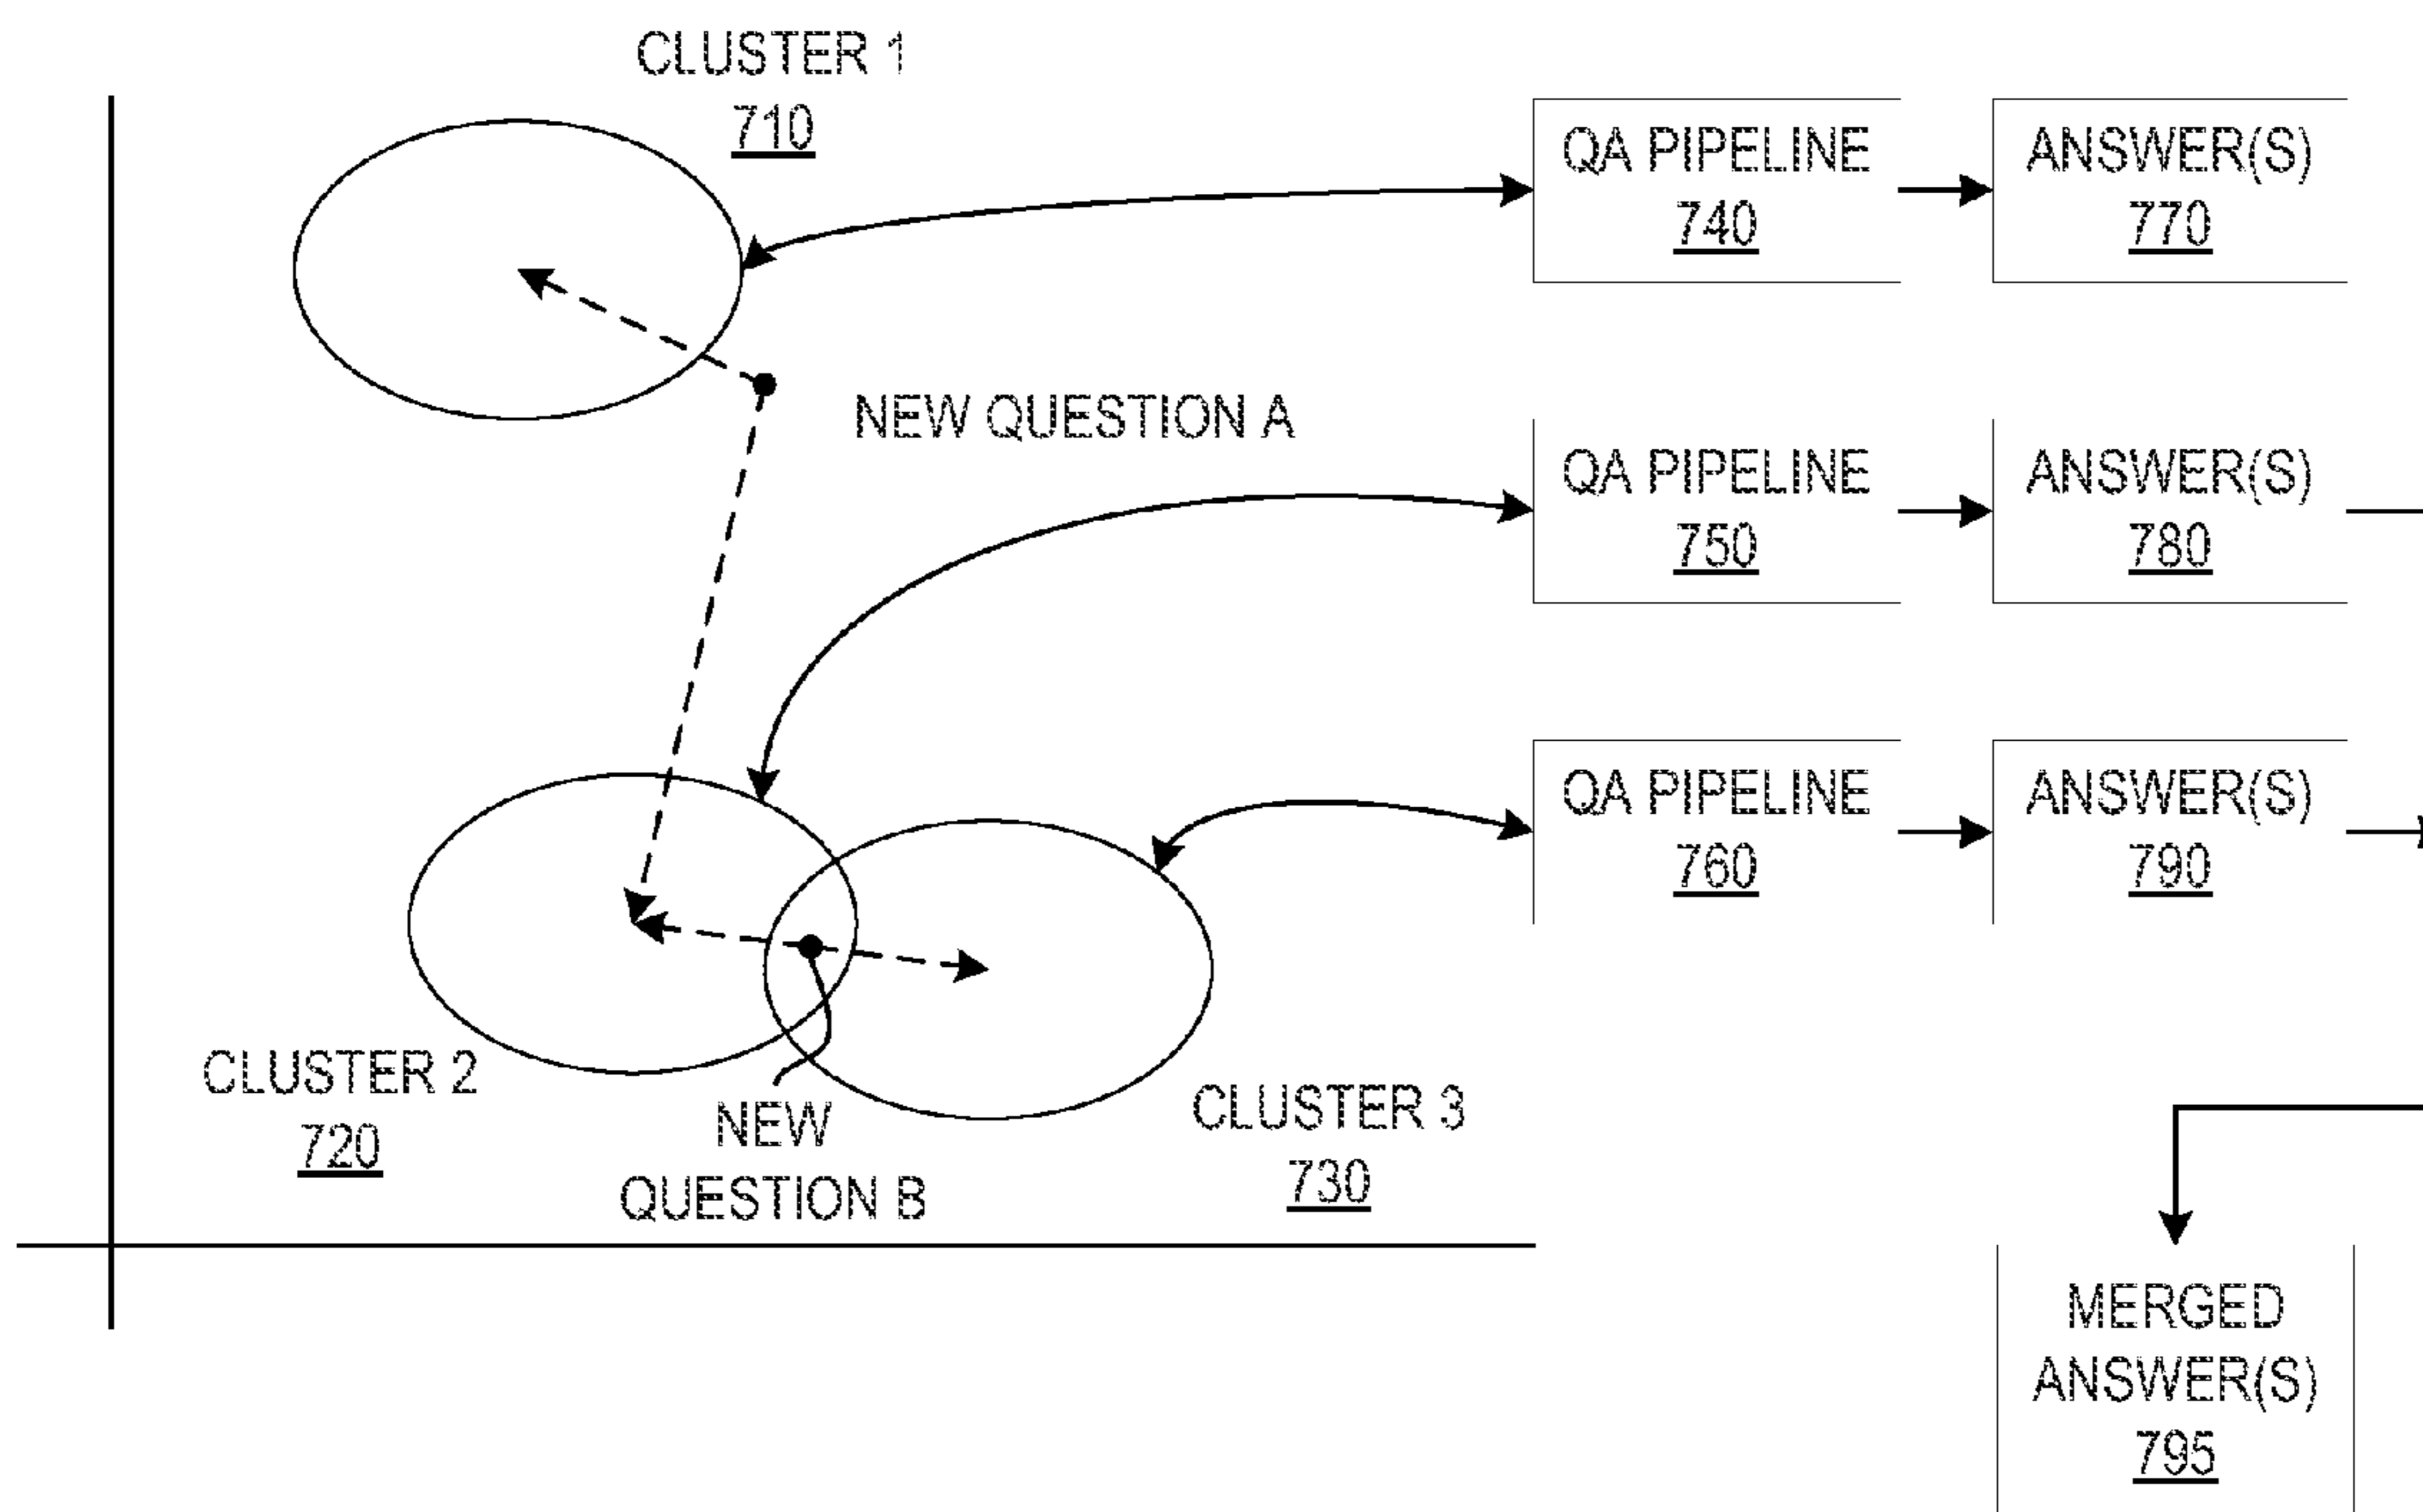 CLUSTER 1
710
QA PIPELINE
740
ANSWER(S)
770
NEW QUESTION A
QA PIPELINE
750
ANSWER(S)
780
QA PIPELINE
760
ANSWER(S)
790
CLUSTER 2
720
NEW
QUESTION B
CLUSTER 3
730
MERGED
ANSWER(S)
795